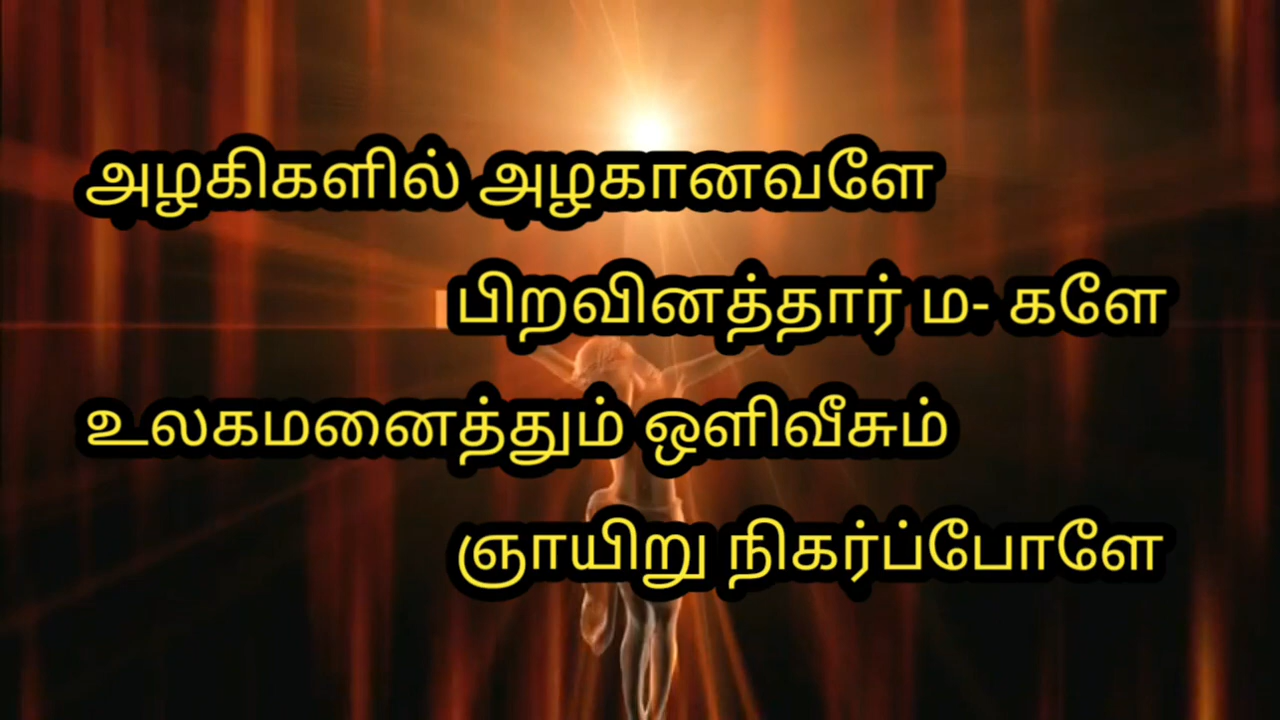 அழகிகளில் அழகானவளே
பிறவினத்தார் ம- களே
உலகமனைத்தும் ஒளிவீசும்
ஞாயிறு நிகர்ப்போளே